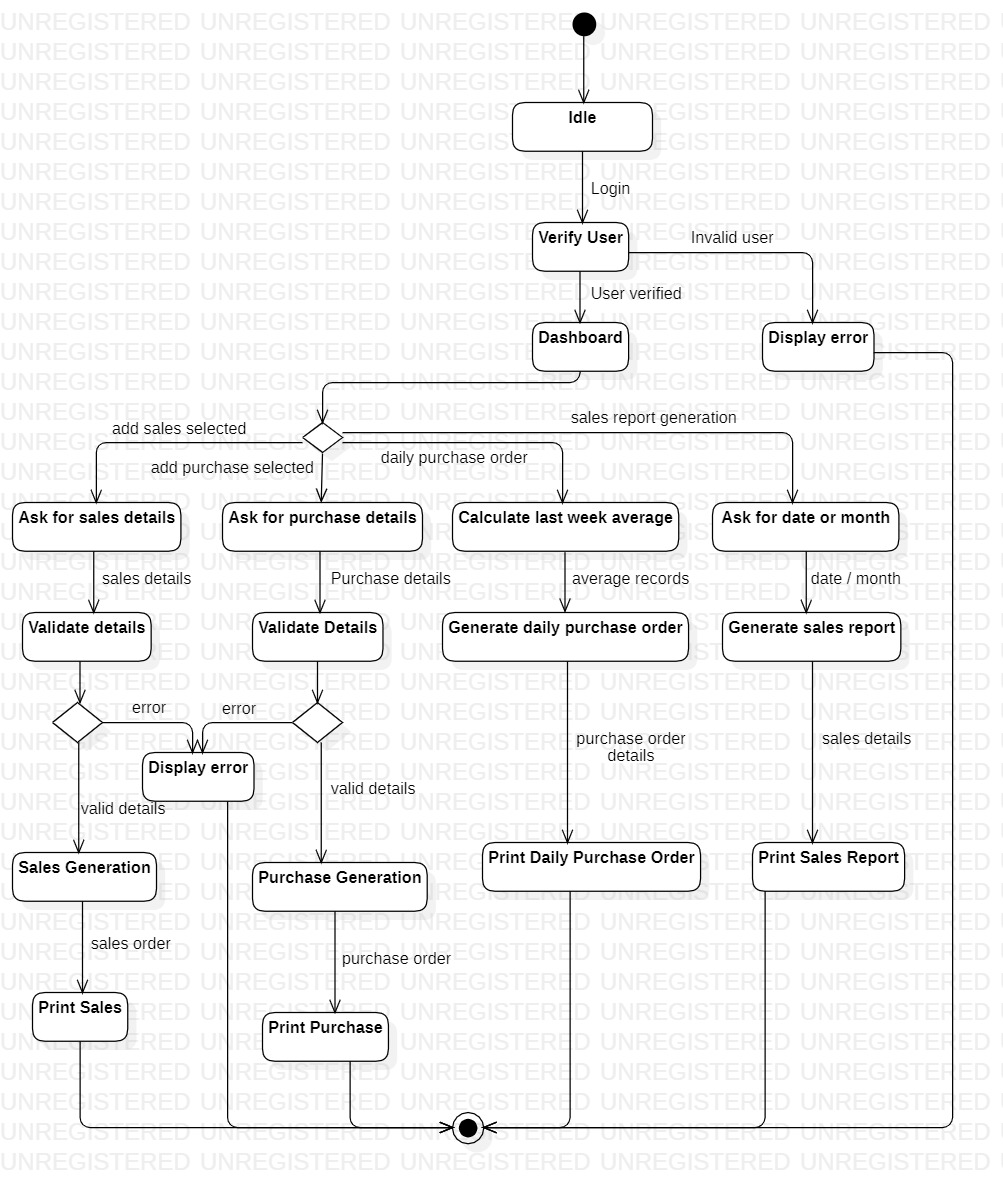 Idle
Login
Verify User
Invalid user
User verified
Dashboard
Display error
sales report generation
add sales selected
daily purchase order
add purchase selected
Ask for sales details
Ask for purchase details
Calculate last week average
Ask for date or month
sales details
Purchase details
average records
date / month
Validate details
Validate Details
Generate daily purchase order
Generate sales report
error
error
purchase order
details
sales details
Display error
valid details
valid details
Sales Generation
Purchase Generation
Print Daily Purchase Order
Print Sales Report
sales order
purchase order
Print Sales
Print Purchase
UNREGISTERED